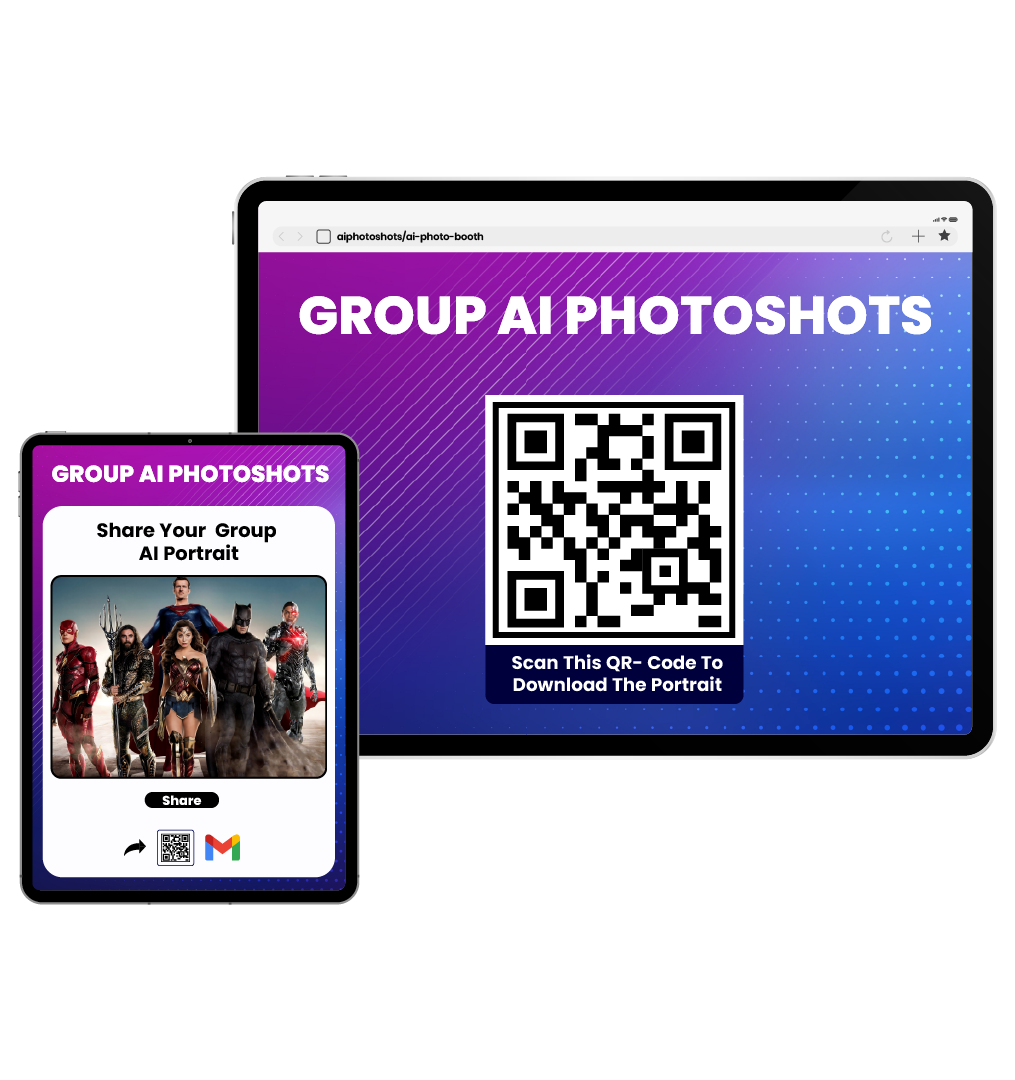 aiphotoshots/ai-photo-booth
GROUP AI PHOTOSHOTS
Scan This QR- Code To
Download The Portrait
GROUP AI PHOTOSHOTS
Share Your Group
AI Portrait
Share